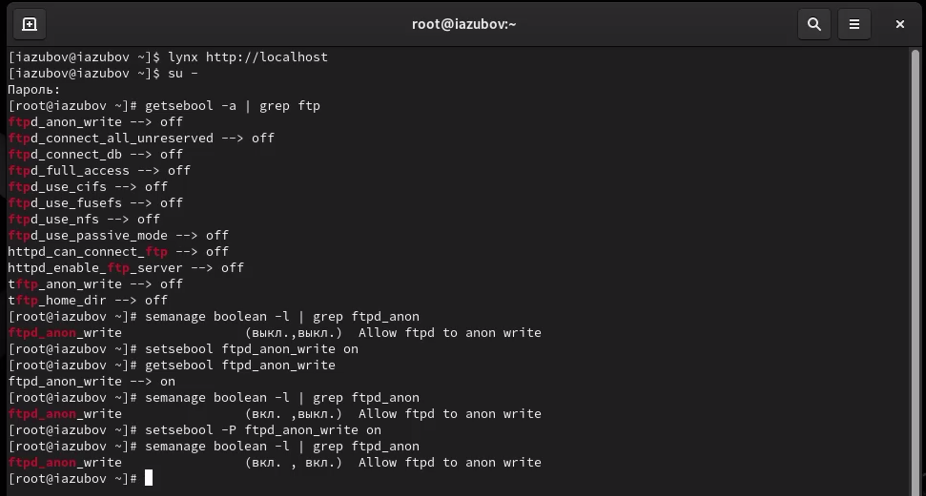 root@iazubov:~
[iazubov@iazubov ~]$ lynx http://localhost
[iazubov@iazubov ~]$ su -
Пароль:
[root@iazubov ~]# getsebool -a | grep ftp
ftpd_anon_write --> off
ftpd_connect_all_unreserved --> off
ftpd_connect_db --> off
ftpd_full_access --> off
ftpd_use_cifs --> off
ftpd_use_fusefs --> off
ftpd_use_nfs --> off
ftpd_use_passive_mode --> off
httpd_can_connect_ftp --> off
httpd_enable_ftp_server --> off
tftp_anon_write --> off
tftp_home_dir --> off
[root@iazubov ~]# semanage boolean -l | grep ftpd_anon
ftpd_anon_write                (выкл.,выкл.)  Allow ftpd to anon write
[root@iazubov ~]# setsebool ftpd_anon_write on
[root@iazubov ~]# getsebool ftpd_anon_write
ftpd_anon_write --> on
[root@iazubov ~]# semanage boolean -l | grep ftpd_anon
ftpd_anon_write                (вкл. ,выкл.)  Allow ftpd to anon write
[root@iazubov ~]# setsebool -P ftpd_anon_write on
[root@iazubov ~]# semanage boolean -l | grep ftpd_anon
ftpd_anon_write                (вкл. , вкл.)  Allow ftpd to anon write
[root@iazubov ~]#